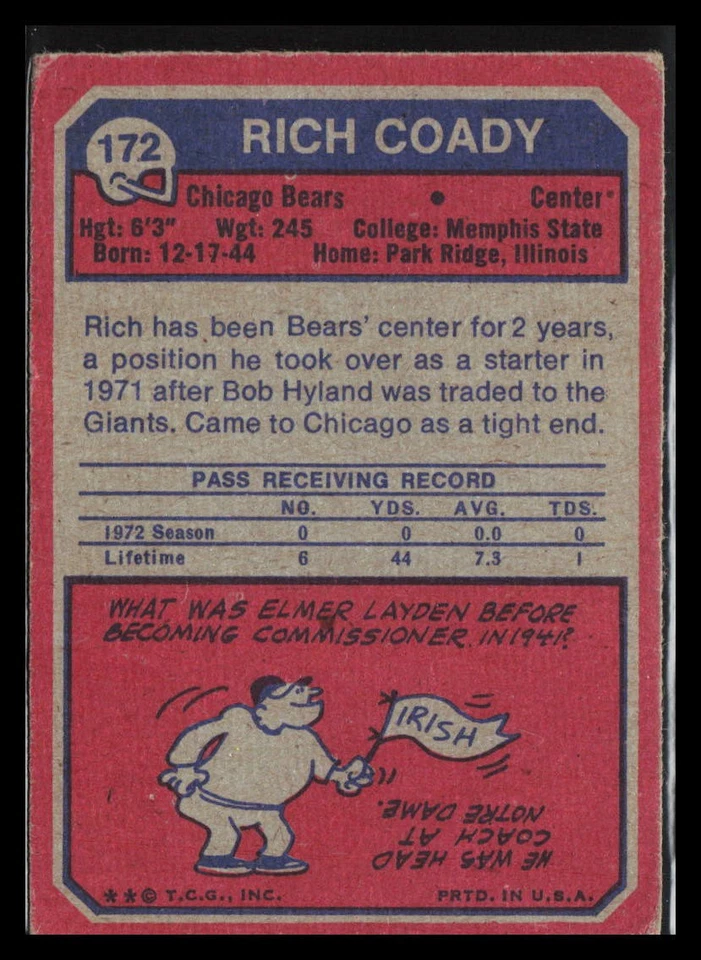 172
RICH COADY
Chicago Bears • Center
Hgt: 6'3" Wgt: 245 College: Memphis State
Born: 12-17-44 Home: Park Ridge, Illinois
Rich has been Bears' center for 2 years,
a position he took over as a starter in
1971 after Bob Hyland was traded to the
Giants. Came to Chicago as a tight end.
PASS RECEIVING RECORD
NO. YDS. AVG. TDS.
1972 Season 0 0 0.0 0
Lifetime 6 44 7.3 1
WHAT WAS ELMER LAYDEN BEFORE
BECOMING COMMISSIONER IN 1941?
IRISH
HE WAS HEAD
COACH AT
NOTRE DAME.
**© T.C.G., INC. PRTD. IN U.S.A.